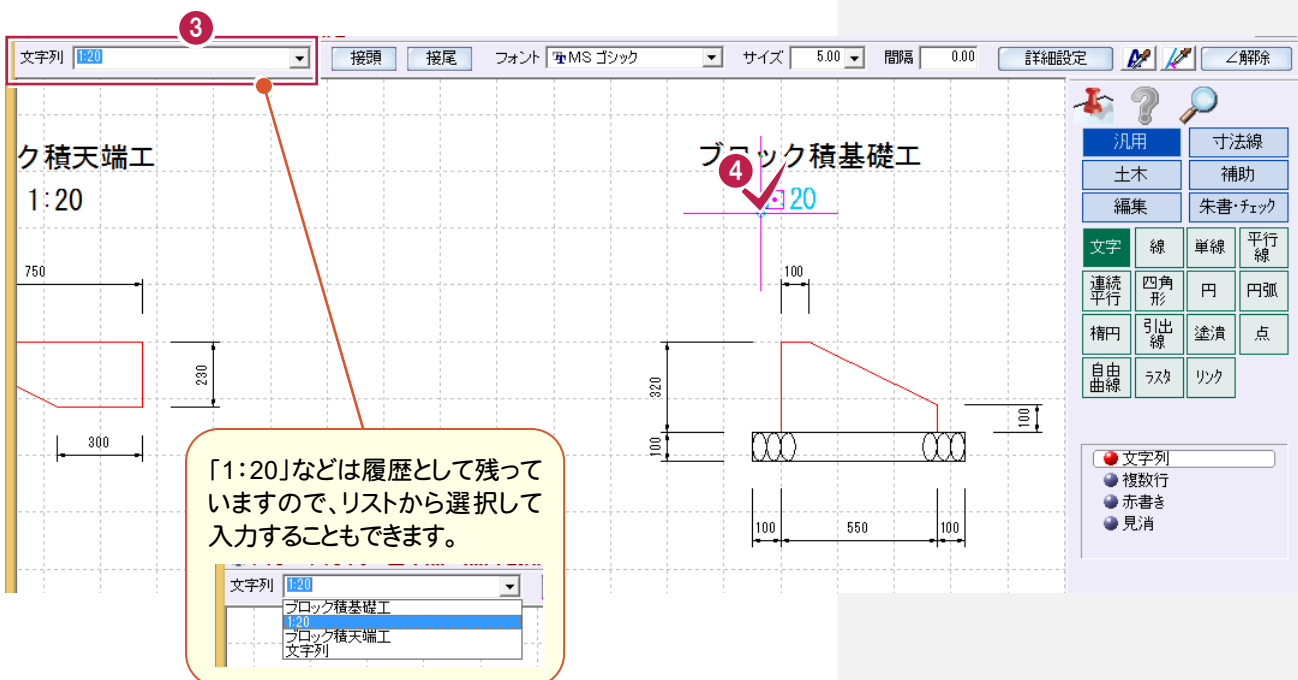 3
文字列 1:20 接頭 接尾 フォント MS ゴシック サイズ 5.00 間隔 0.00 詳細設定 ∠解除
ク積天端工
1:20
750
230
300
ブロック積基礎工
4
20
100
320
100
100
100 550 100
汎用 寸法線
土木 補助
編集 朱書・チェック
文字 線 単線 平行線
連続平行 四角形 円 円弧
楕円 引出線 塗潰 点
自由曲線 ラスタ リンク
文字列
複数行
赤書き
見消
「1:20」などは履歴として残って
いますので、リストから選択して
入力することもできます。
文字列 1:20
ブロック積基礎工
1:20
ブロック積天端工
文字列